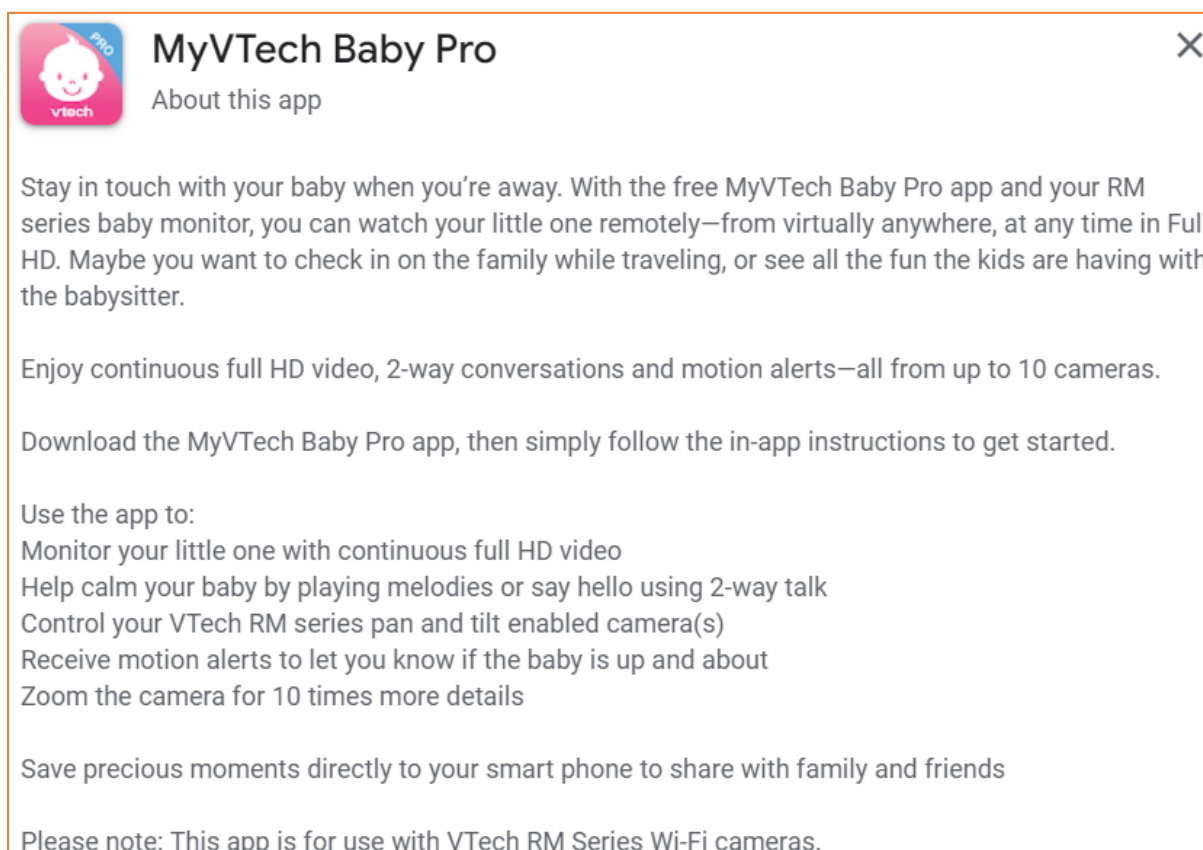 PRO
vtech
MyVTech Baby Pro
About this app
Stay in touch with your baby when you’re away. With the free MyVTech Baby Pro app and your RM
series baby monitor, you can watch your little one remotely—from virtually anywhere, at any time in Ful
HD. Maybe you want to check in on the family while traveling, or see all the fun the kids are having with
the babysitter.
Enjoy continuous full HD video, 2-way conversations and motion alerts—all from up to 10 cameras.
Download the MyVTech Baby Pro app, then simply follow the in-app instructions to get started.
Use the app to:
Monitor your little one with continuous full HD video
Help calm your baby by playing melodies or say hello using 2-way talk
Control your VTech RM series pan and tilt enabled camera(s)
Receive motion alerts to let you know if the baby is up and about
Zoom the camera for 10 times more details
Save precious moments directly to your smart phone to share with family and friends
Please note: This app is for use with VTech RM Series Wi-Fi cameras.